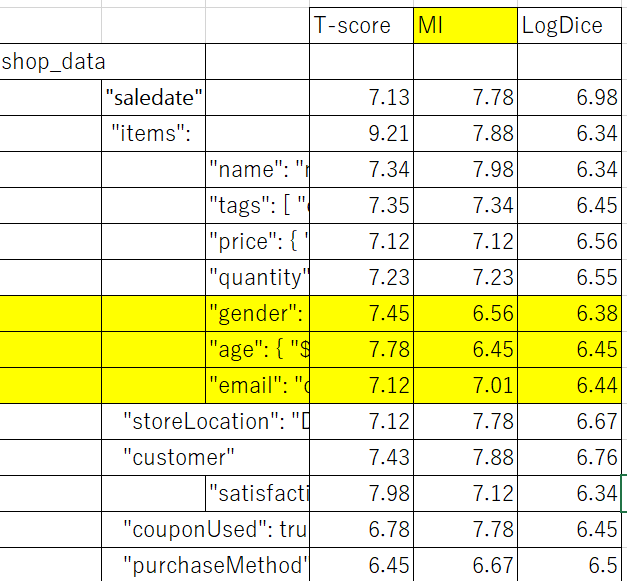 T-score MI LogDice
shop_data
"saledate" 7.13 7.78 6.98
"items": 9.21 7.88 6.34
"name": " 7.34 7.98 6.34
"tags": [ " 7.35 7.34 6.45
"price": { " 7.12 7.12 6.56
"quantity" 7.23 7.23 6.55
"gender": 7.45 6.56 6.38
"age": { "$ 7.78 6.45 6.45
"email": " 7.12 7.01 6.44
"storeLocation": "D 7.12 7.78 6.67
"customer" 7.43 7.88 6.76
"satisfacti 7.98 7.12 6.34
"couponUsed": tru 6.78 7.78 6.45
"purchaseMethod" 6.45 6.67 6.5